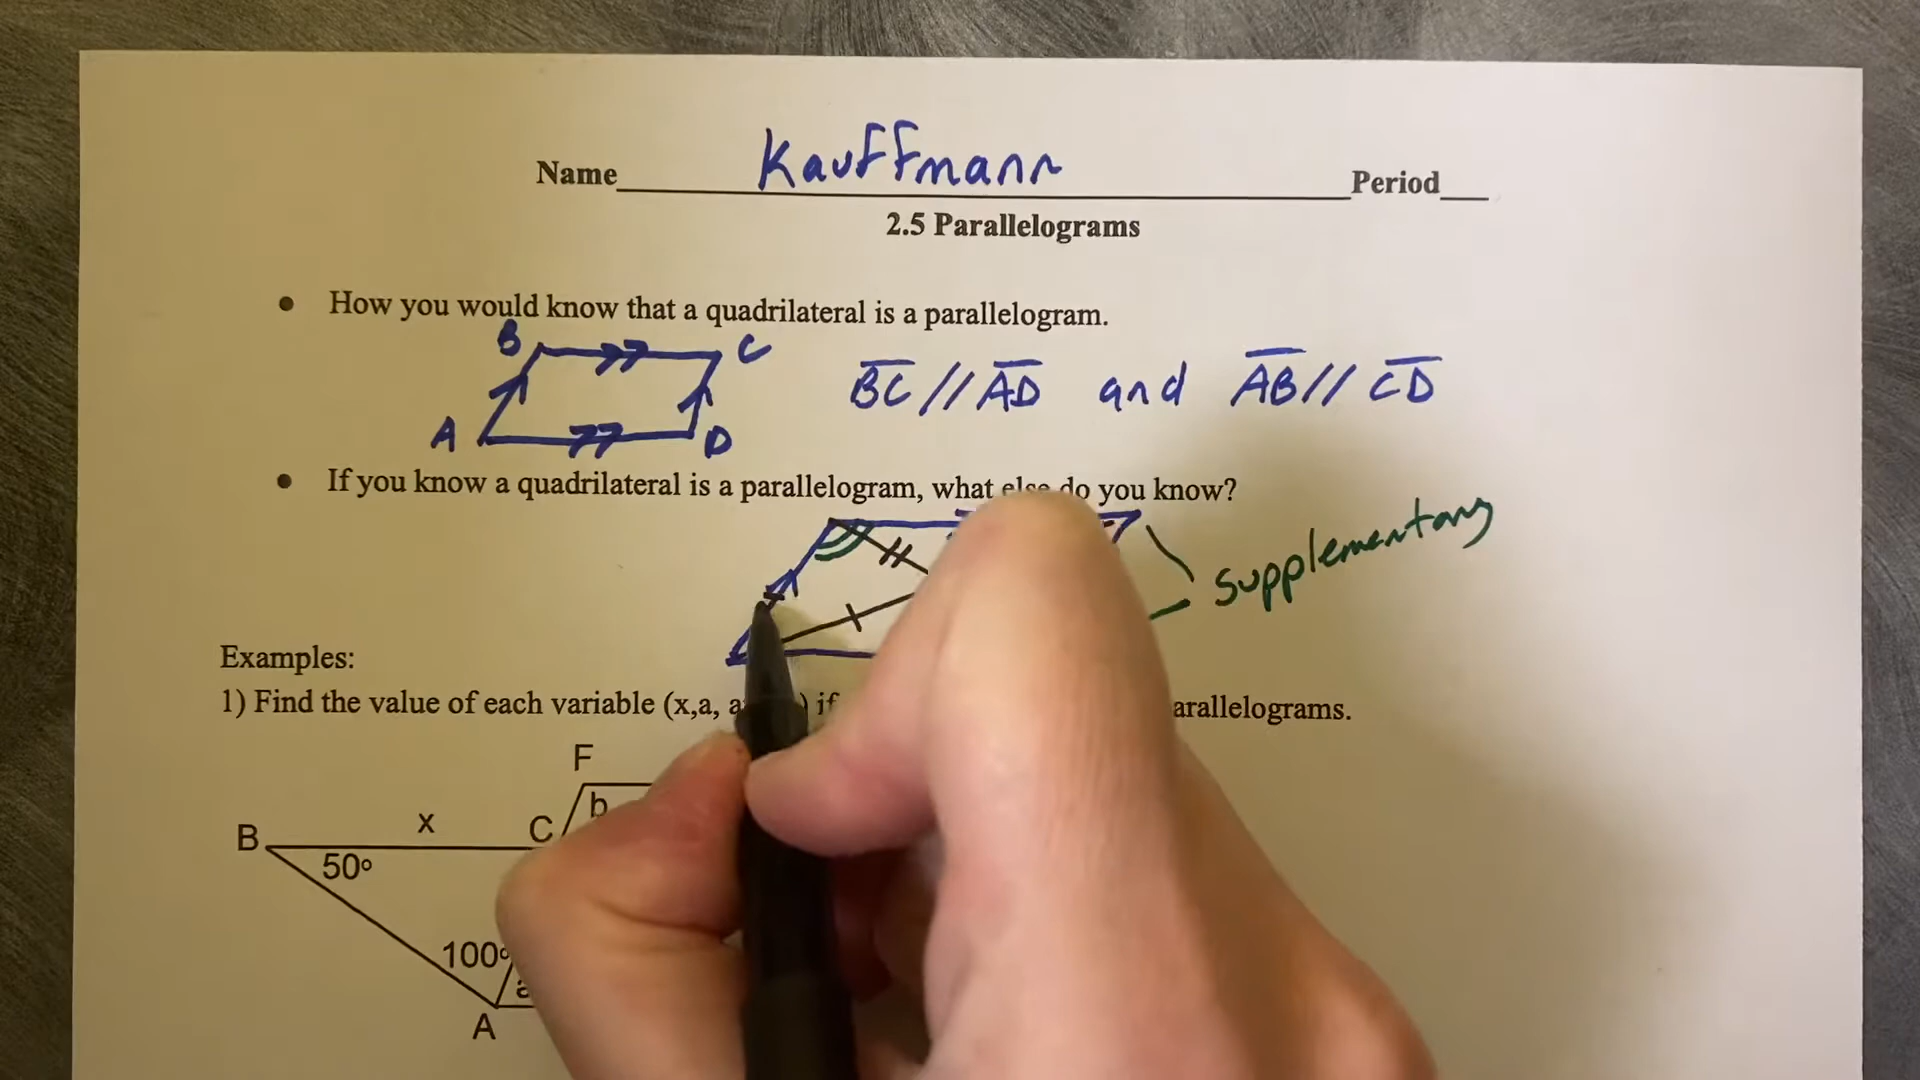 Name Kauffmann Period
2.5 Parallelograms
● How you would know that a quadrilateral is a parallelogram.
B C
BC // AD and AB // CD
A D
● If you know a quadrilateral is a parallelogram, what else do you know?
Supplementary
Examples:
1) Find the value of each variable (x,a, a ) if arallelograms.
F
b
x
B C
50°
100°
a
A